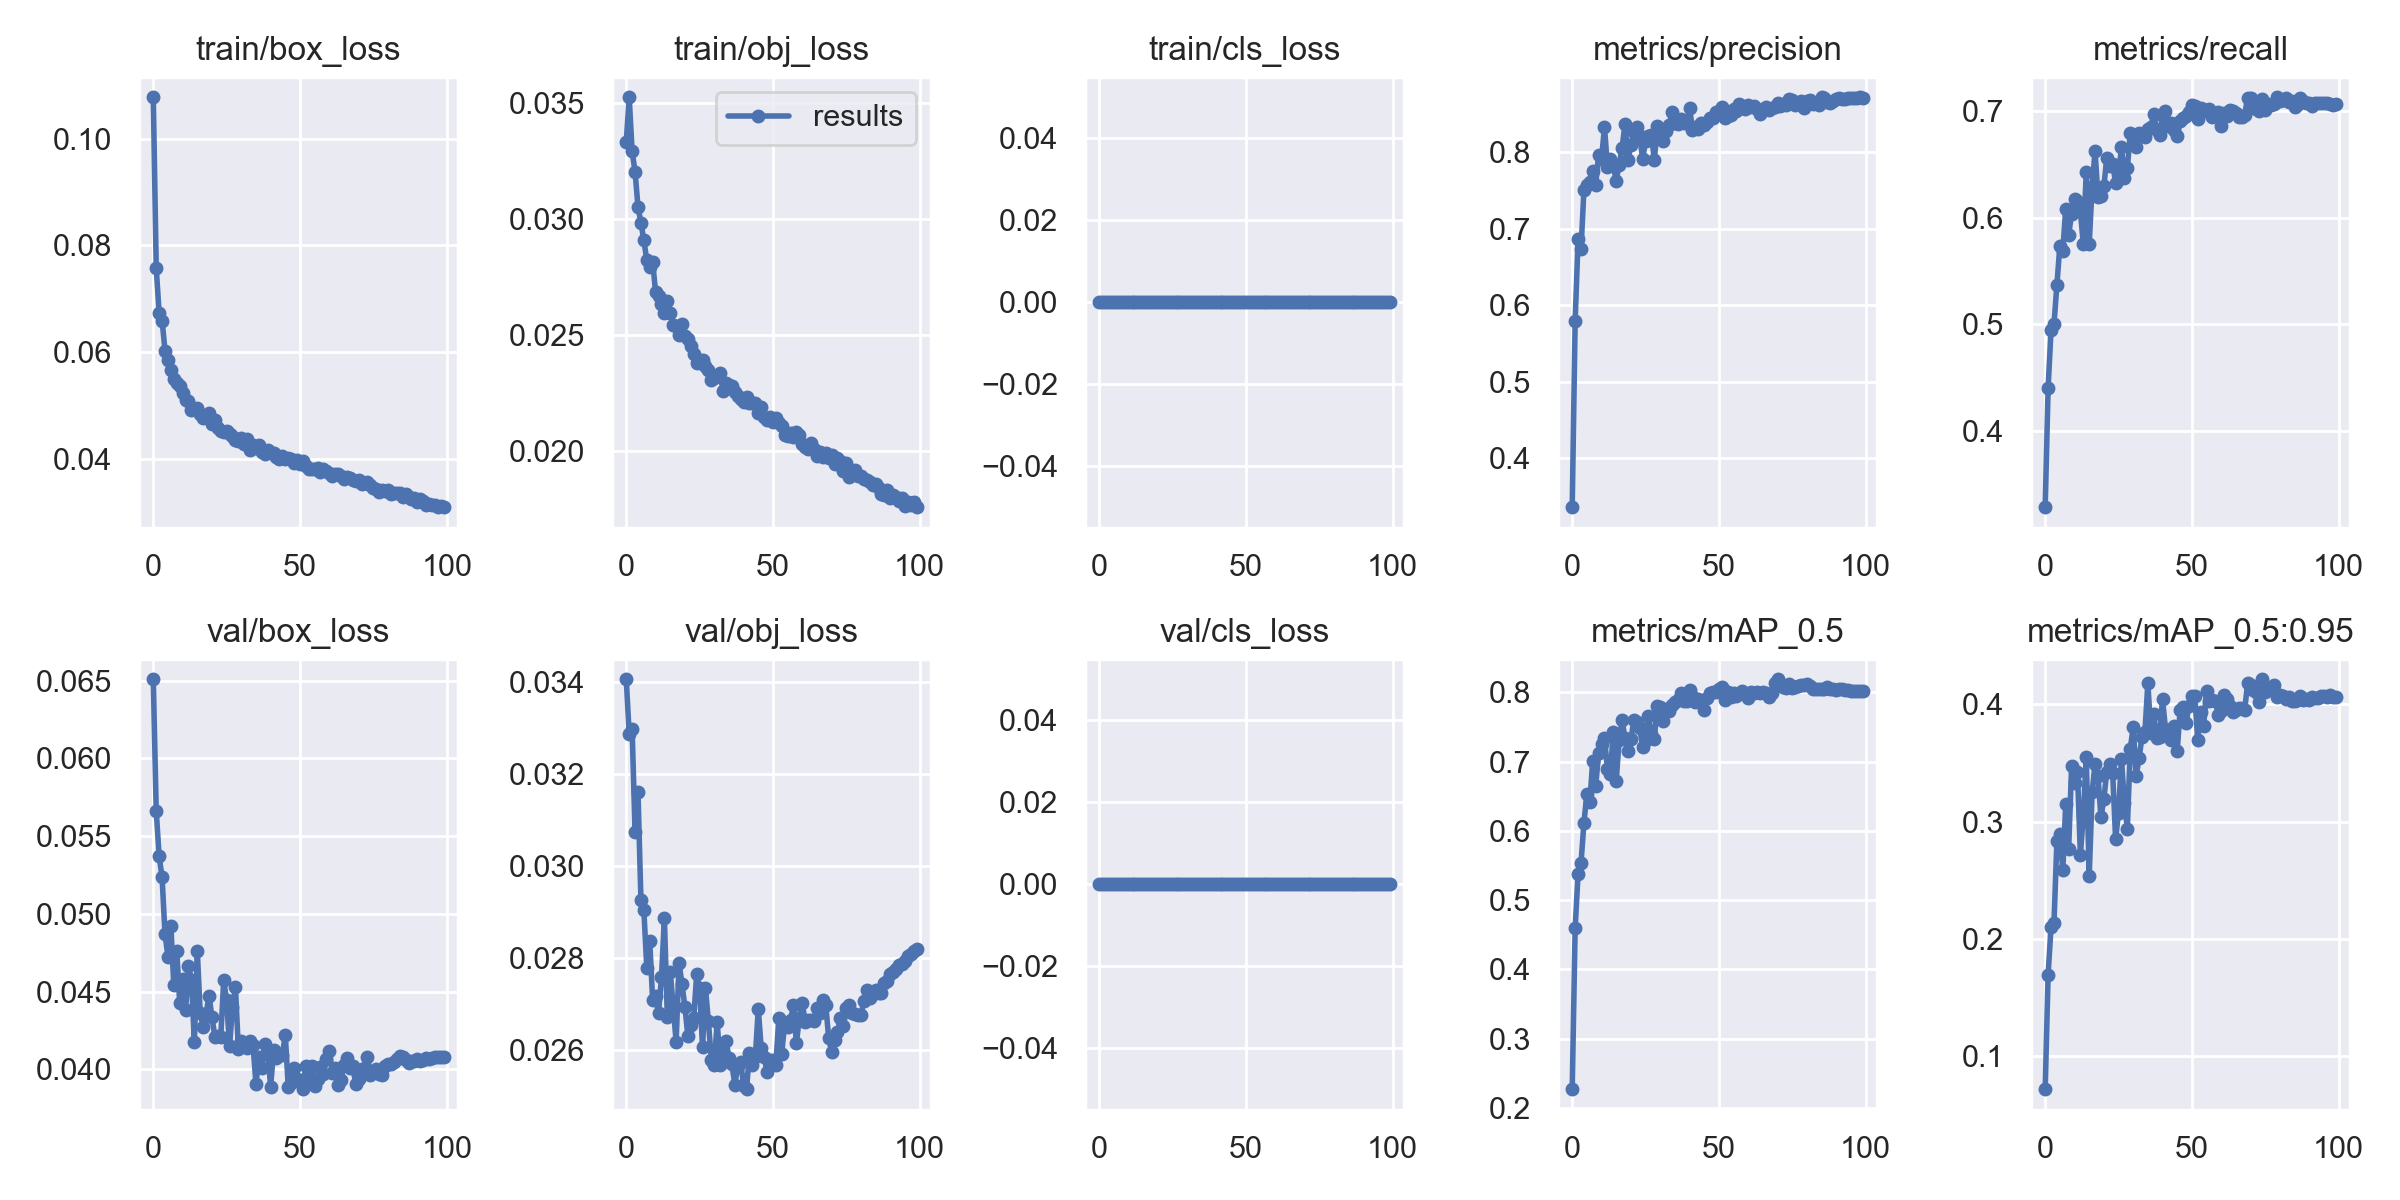 train/box_loss
0.10
0.08
0.06
0.04
0 50 100
train/obj_loss
results
0.035
0.030
0.025
0.020
0 50 100
train/cls_loss
0.04
0.02
0.00
−0.02
−0.04
0 50 100
metrics/precision
0.8
0.7
0.6
0.5
0.4
0 50 100
metrics/recall
0.7
0.6
0.5
0.4
0 50 100
val/box_loss
0.065
0.060
0.055
0.050
0.045
0.040
0 50 100
val/obj_loss
0.034
0.032
0.030
0.028
0.026
0 50 100
val/cls_loss
0.04
0.02
0.00
−0.02
−0.04
0 50 100
metrics/mAP_0.5
0.8
0.7
0.6
0.5
0.4
0.3
0.2
0 50 100
metrics/mAP_0.5:0.95
0.4
0.3
0.2
0.1
0 50 100